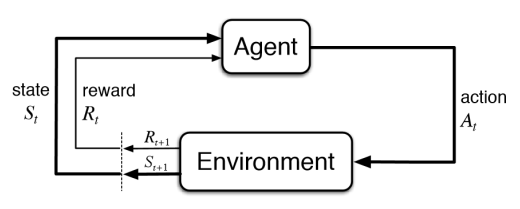 Agent
state
S_t
reward
R_t
action
A_t
R_{t+1}
S_{t+1}
Environment